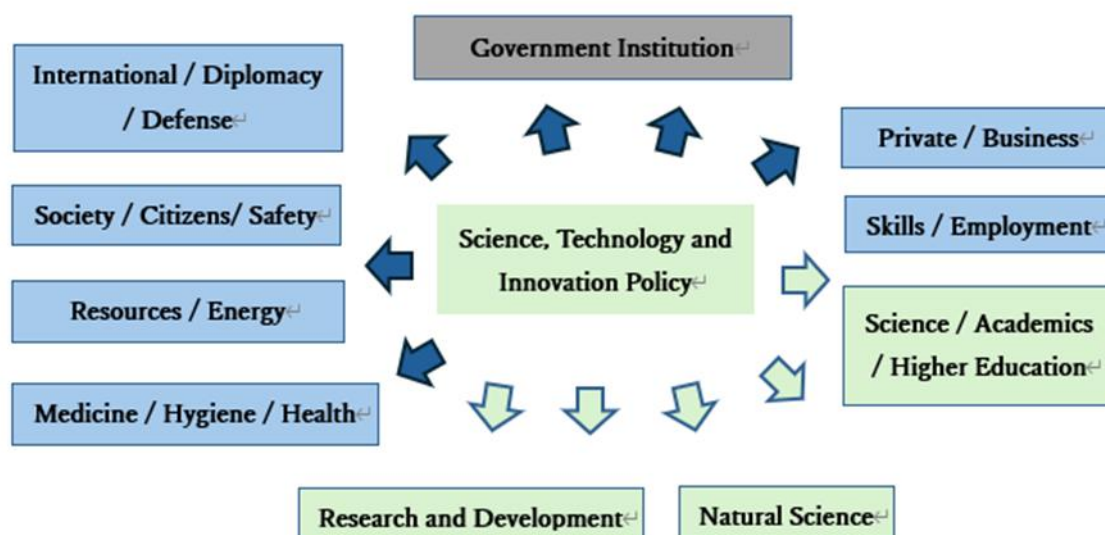 Government Institution
International / Diplomacy
/ Defense
Private / Business
Society / Citizens/ Safety
Skills / Employment
Science, Technology and
Innovation Policy
Resources / Energy
Science / Academics
/ Higher Education
Medicine / Hygiene / Health
Research and Development
Natural Science